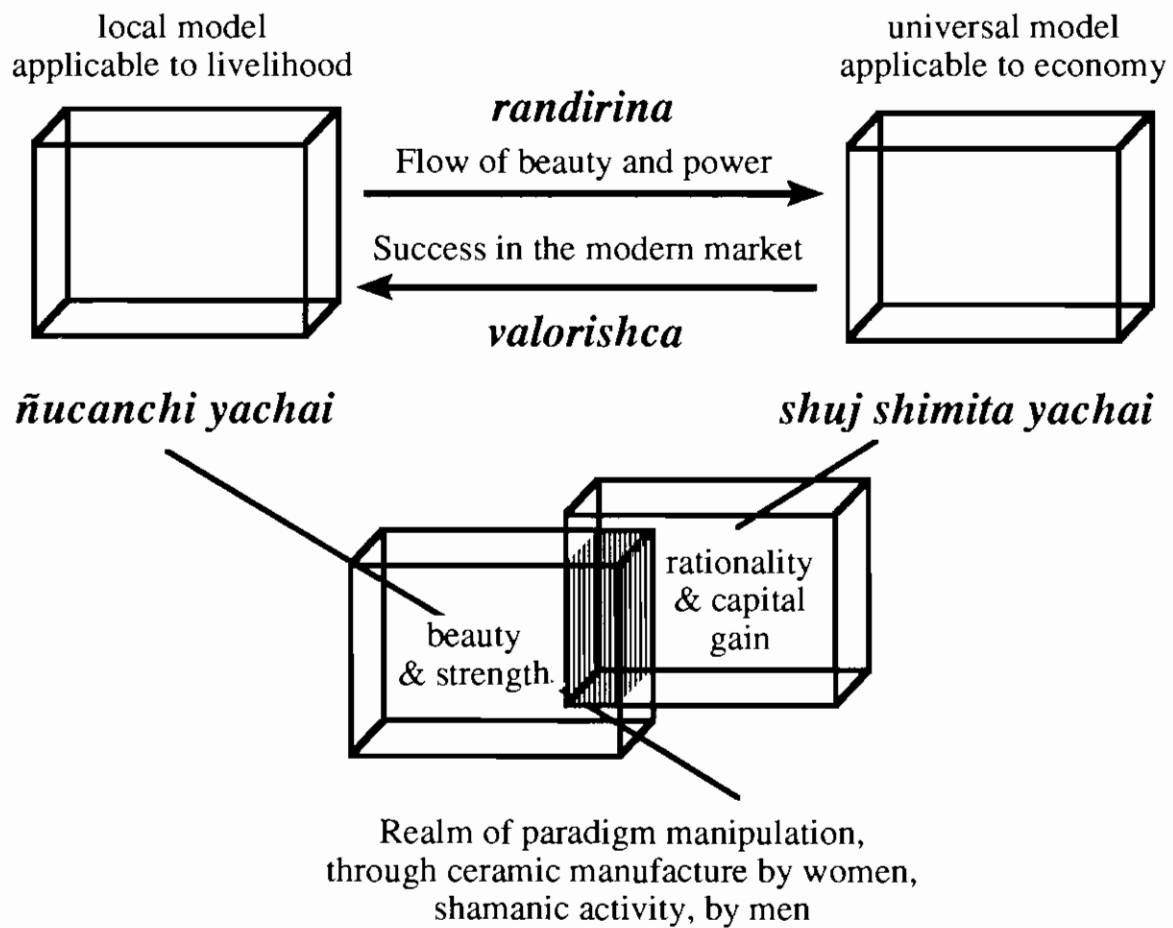 local model
applicable to livelihood
universal model
applicable to economy
randirina
Flow of beauty and power
Success in the modern market
valorishca
ñucanchi yachai
shuj shimita yachai
rationality
& capital
gain
beauty
& strength.
Realm of paradigm manipulation,
through ceramic manufacture by women,
shamanic activity, by men